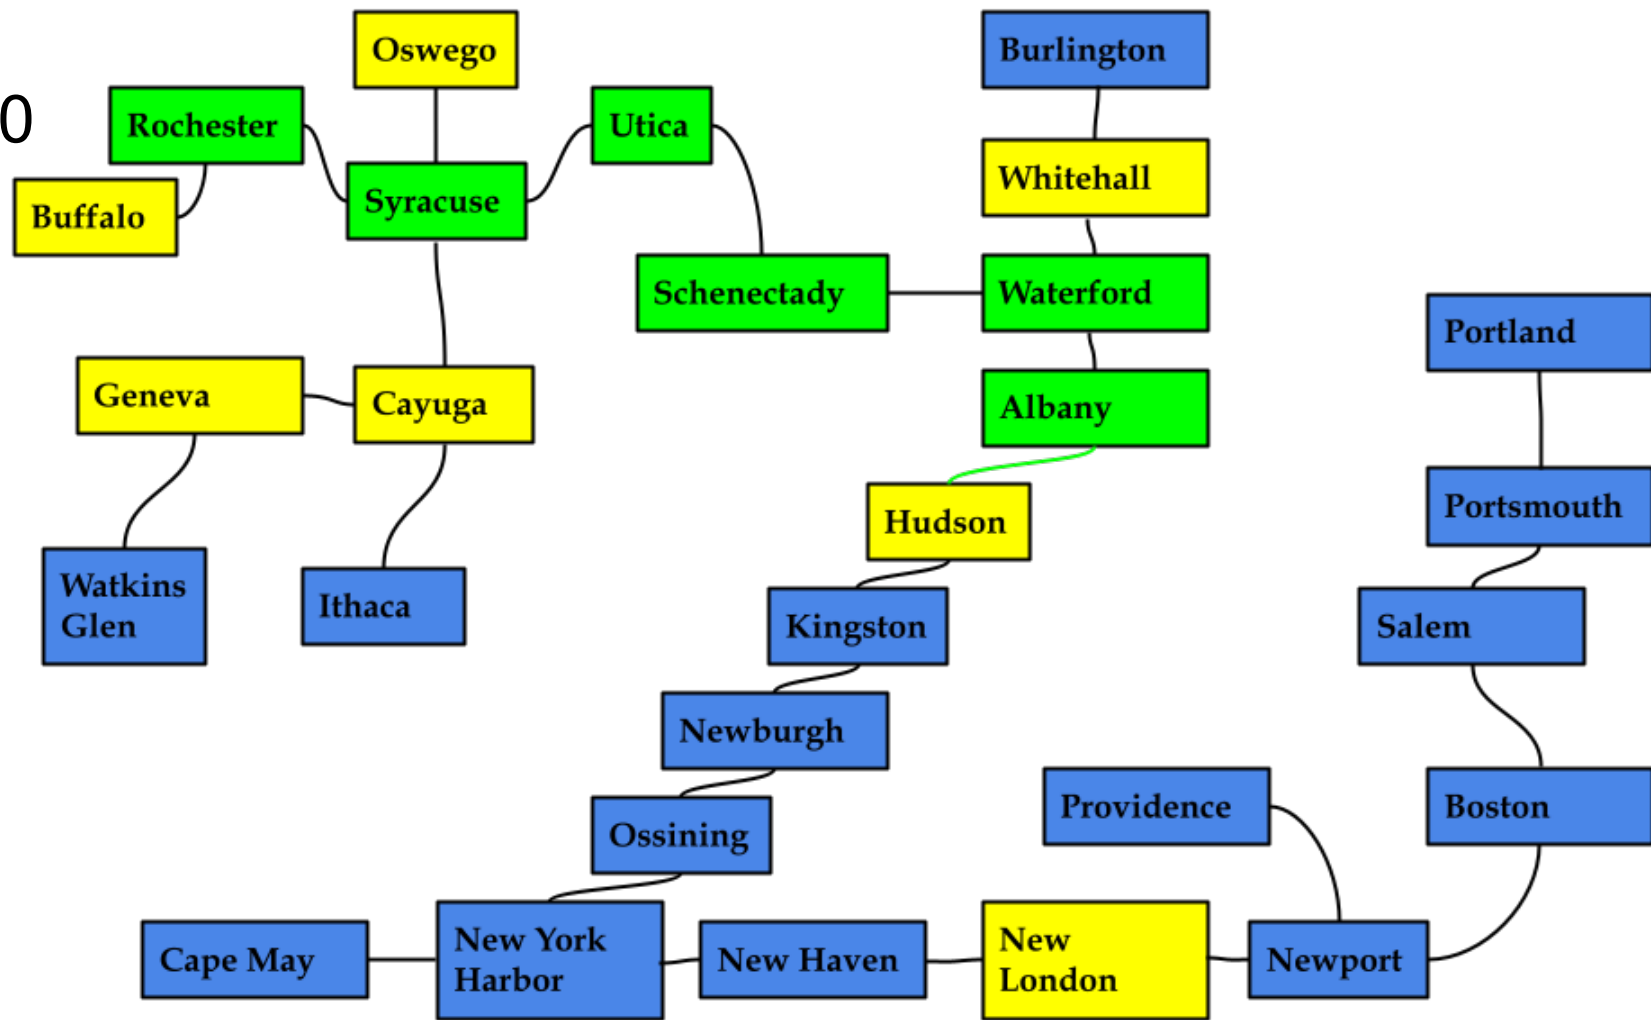 Oswego
Burlington
0
Rochester
Utica
Whitehall
Syracuse
Buffalo
Schenectady
Waterford
Portland
Geneva
Cayuga
Albany
Portsmouth
Hudson
Watkins
Glen
Ithaca
Kingston
Salem
Newburgh
Providence
Boston
Ossining
Cape May
New York
Harbor
New Haven
New
London
Newport